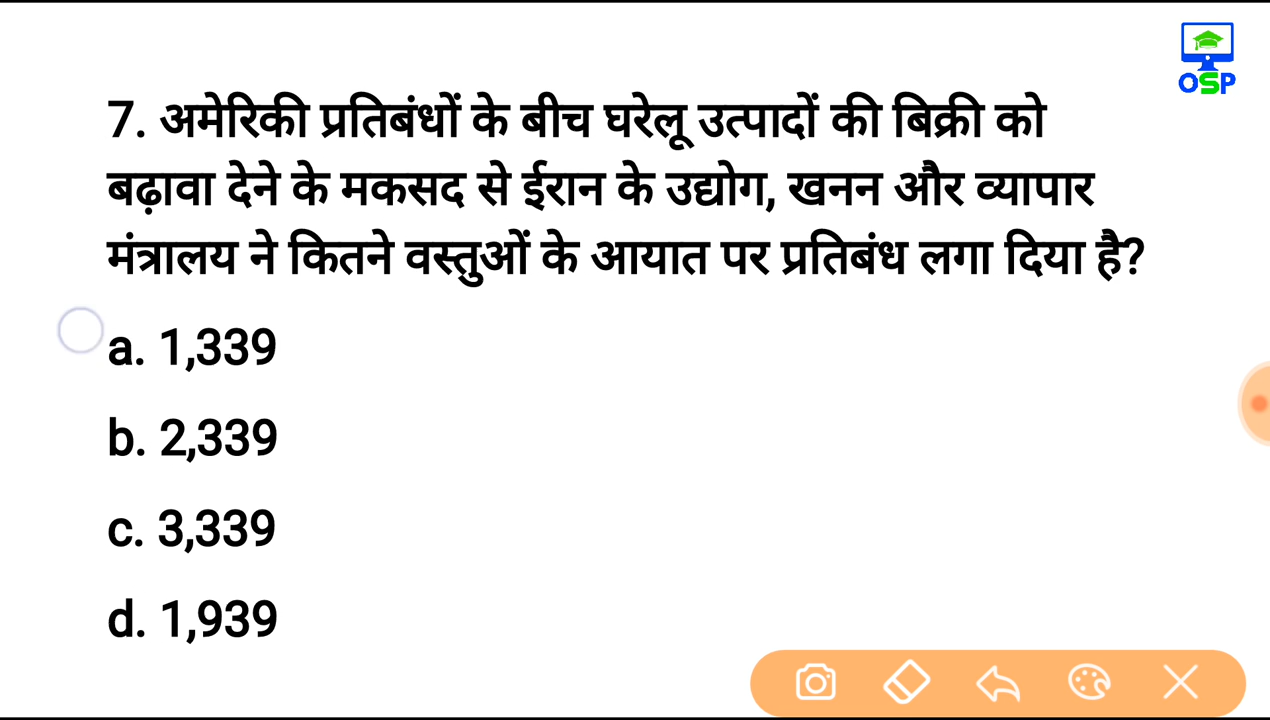 OSP
7. अमेरिकी प्रतिबंधों के बीच घरेलू उत्पादों की बिक्री को
बढ़ावा देने के मकसद से ईरान के उद्योग, खनन और व्यापार
मंत्रालय ने कितने वस्तुओं के आयात पर प्रतिबंध लगा दिया है?
a. 1,339
b. 2,339
c. 3,339
d. 1,939